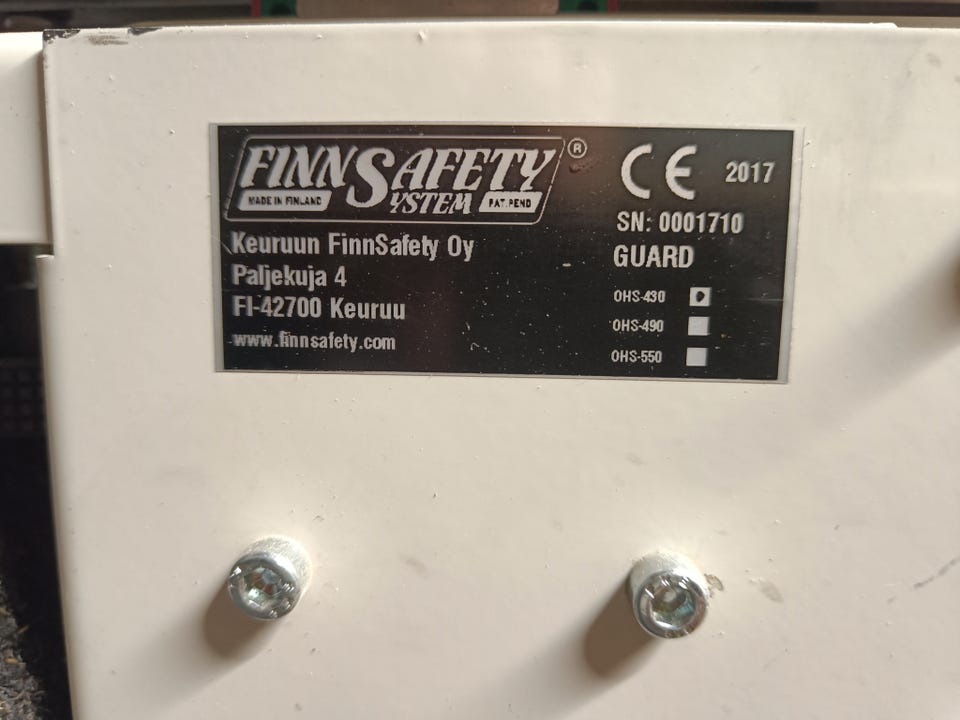 FINNSAFETY ®
SYSTEM
MADE IN FINLAND
PAT.PEND
Keuruun FinnSafety Oy
Paljekuja 4
FI-42700 Keuruu
www.finnsafety.com
CE 2017
SN: 0001710
GUARD
OHS-430
OHS-490
OHS-550